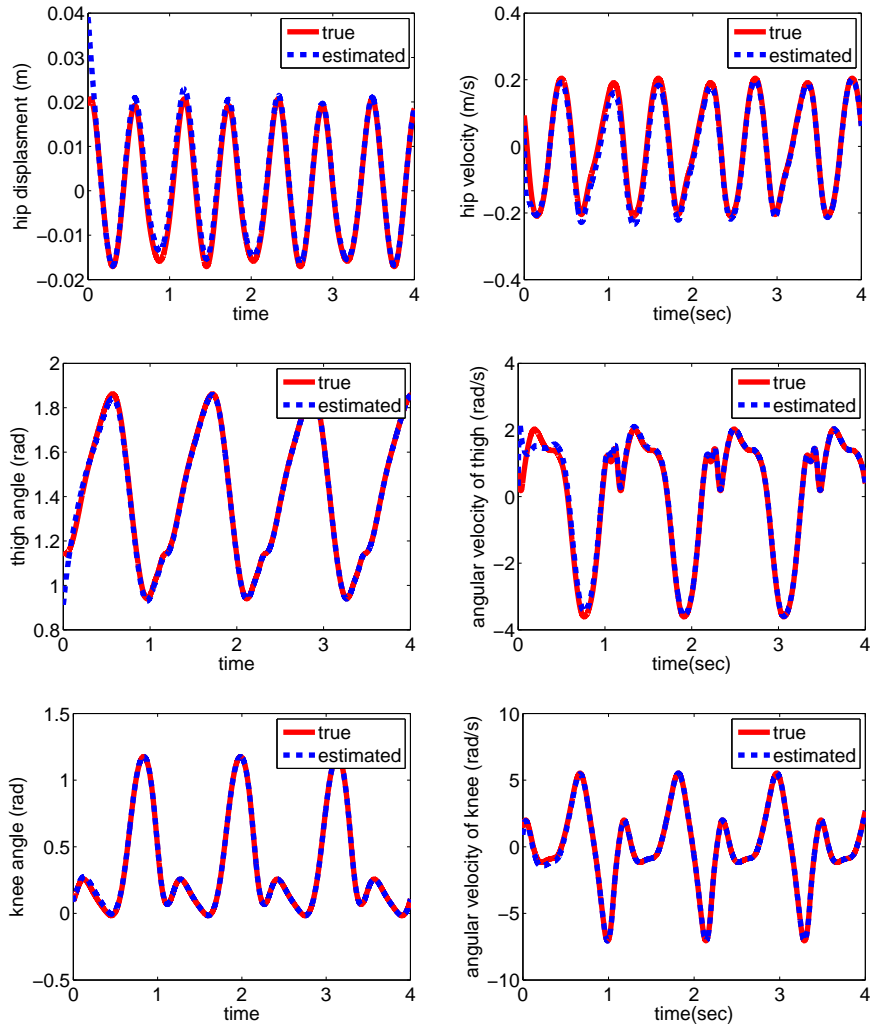 0.04
0.03
0.02
0.01
0
−0.01
−0.02
hip displasment (m)
true
estimated
0 1 2 3 4
time
0.4
0.2
0
−0.2
−0.4
hip velocity (m/s)
true
estimated
0 1 2 3 4
time(sec)
2
1.8
1.6
1.4
1.2
1
0.8
thigh angle (rad)
true
estimated
0 1 2 3 4
time
4
2
0
−2
−4
angular velocity of thigh (rad/s)
true
estimated
0 1 2 3 4
time(sec)
1.5
1
0.5
0
−0.5
knee angle (rad)
true
estimated
0 1 2 3 4
time
10
5
0
−5
−10
angular velocity of knee (rad/s)
true
estimated
0 1 2 3 4
time(sec)